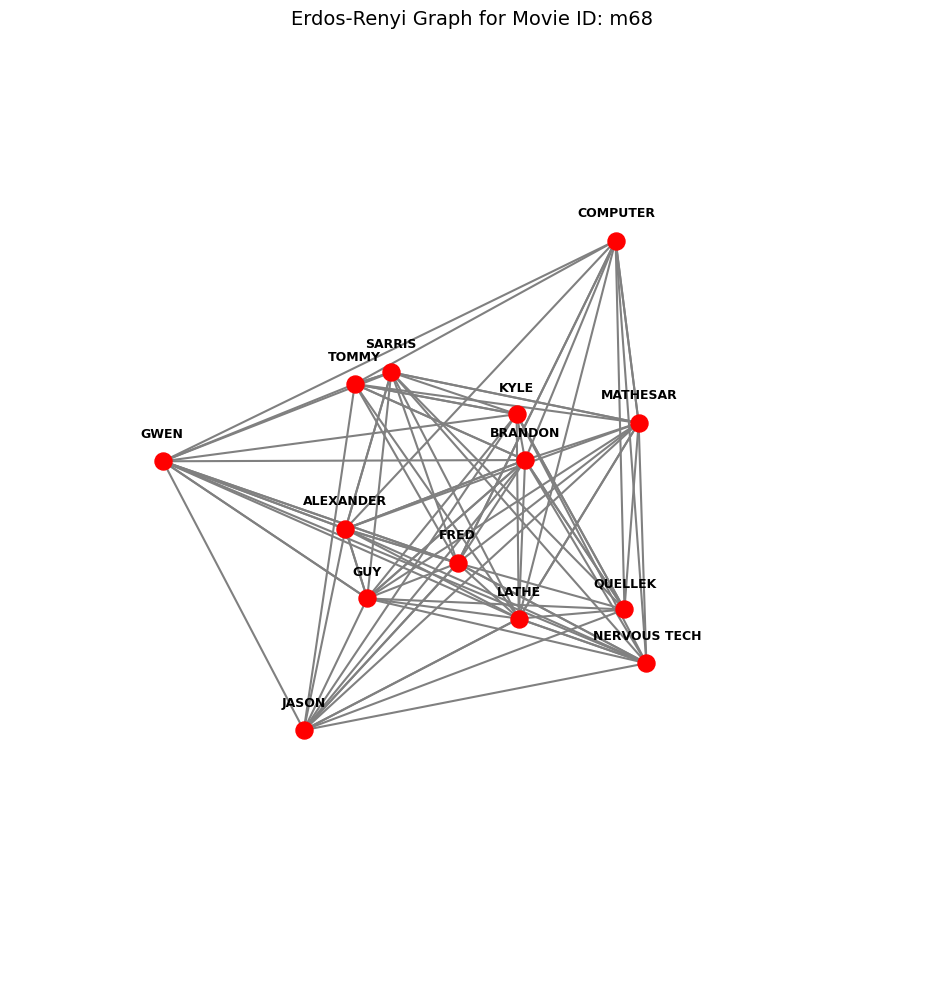 Erdos-Renyi Graph for Movie ID: m68
COMPUTER
SARRIS
TOMMY
KYLE
MATHESAR
BRANDON
GWEN
ALEXANDER
FRED
GUY
QUELLEK
LATHE
NERVOUS TECH
JASON